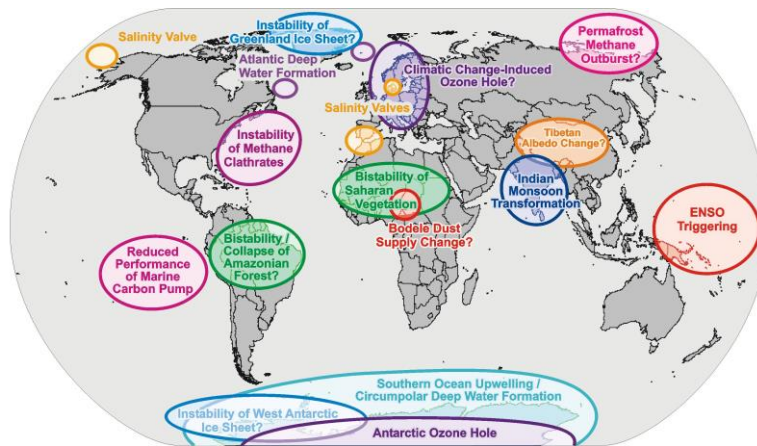 Salinity Valve
Instability of
Greenland Ice Sheet?
Permafrost
Methane
Outburst?
Atlantic Deep
Water Formation
Climatic Change-Induced
Ozone Hole?
Salinity Valves
Instability
of Methane
Clathrates
Tibetan
Albedo Change?
Bistability of
Saharan
Vegetation
Indian
Monsoon
Transformation
Bodele Dust
Supply Change?
ENSO
Triggering
Reduced
Performance
of Marine
Carbon Pump
Bistability /
Collapse of
Amazonian
Forest?
Southern Ocean Upwelling /
Circumpolar Deep Water Formation
Instability of West Antarctic
Ice Sheet?
Antarctic Ozone Hole